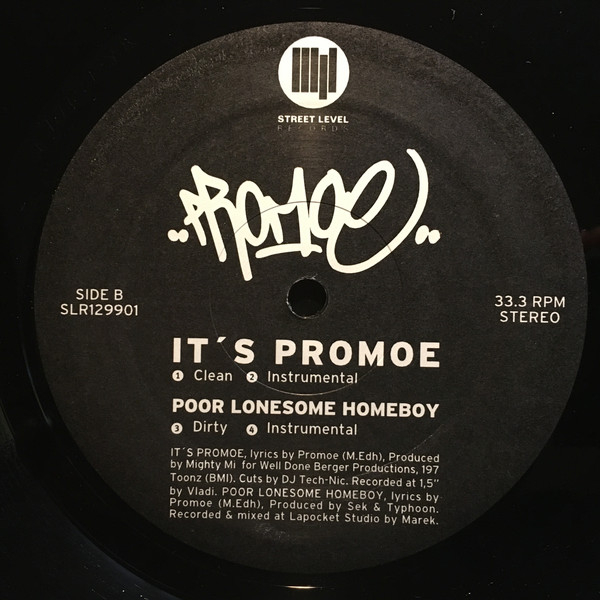 STREET LEVEL
RECORDS
PROMOE
SIDE B
SLR129901
33.3 RPM
STEREO
IT´S PROMOE
1 Clean 2 Instrumental
POOR LONESOME HOMEBOY
3 Dirty 4 Instrumental
IT´S PROMOE, lyrics by Promoe (M.Edh), Produced
by Mighty Mi for Well Done Berger Productions, 197
Toonz (BMI). Cuts by DJ Tech-Nic. Recorded at 1,5”
by Vladi. POOR LONESOME HOMEBOY, lyrics by
Promoe (M.Edh), Produced by Sek & Typhoon.
Recorded & mixed at Lapocket Studio by Marek.